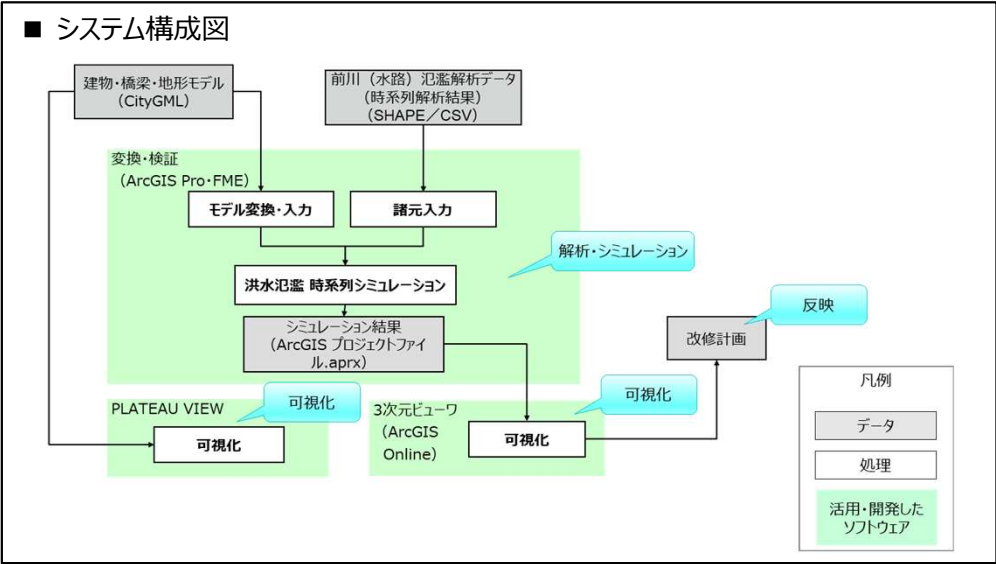 ■ システム構成図
建物・橋梁・地形モデル
(CityGML)
前川（水路）氾濫解析データ
(時系列解析結果)
(SHAPE／CSV)
変換・検証
（ArcGIS Pro・FME）
モデル変換・入力
諸元入力
解析・シミュレーション
洪水氾濫 時系列シミュレーション
シミュレーション結果
（ArcGIS プロジェクトファイ
ル.aprx）
反映
改修計画
PLATEAU VIEW
可視化
可視化
3次元ビューワ
（ArcGIS
Online）
可視化
可視化
凡例
データ
処理
活用・開発した
ソフトウェア